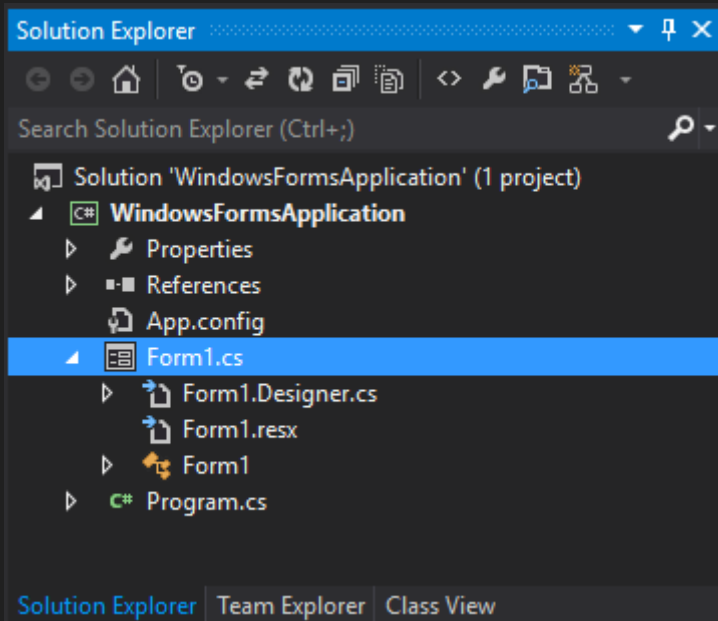 Solution Explorer
Search Solution Explorer (Ctrl+;)
Solution 'WindowsFormsApplication' (1 project)
C# WindowsFormsApplication
Properties
References
App.config
Form1.cs
Form1.Designer.cs
Form1.resx
Form1
C# Program.cs
Solution Explorer Team Explorer Class View